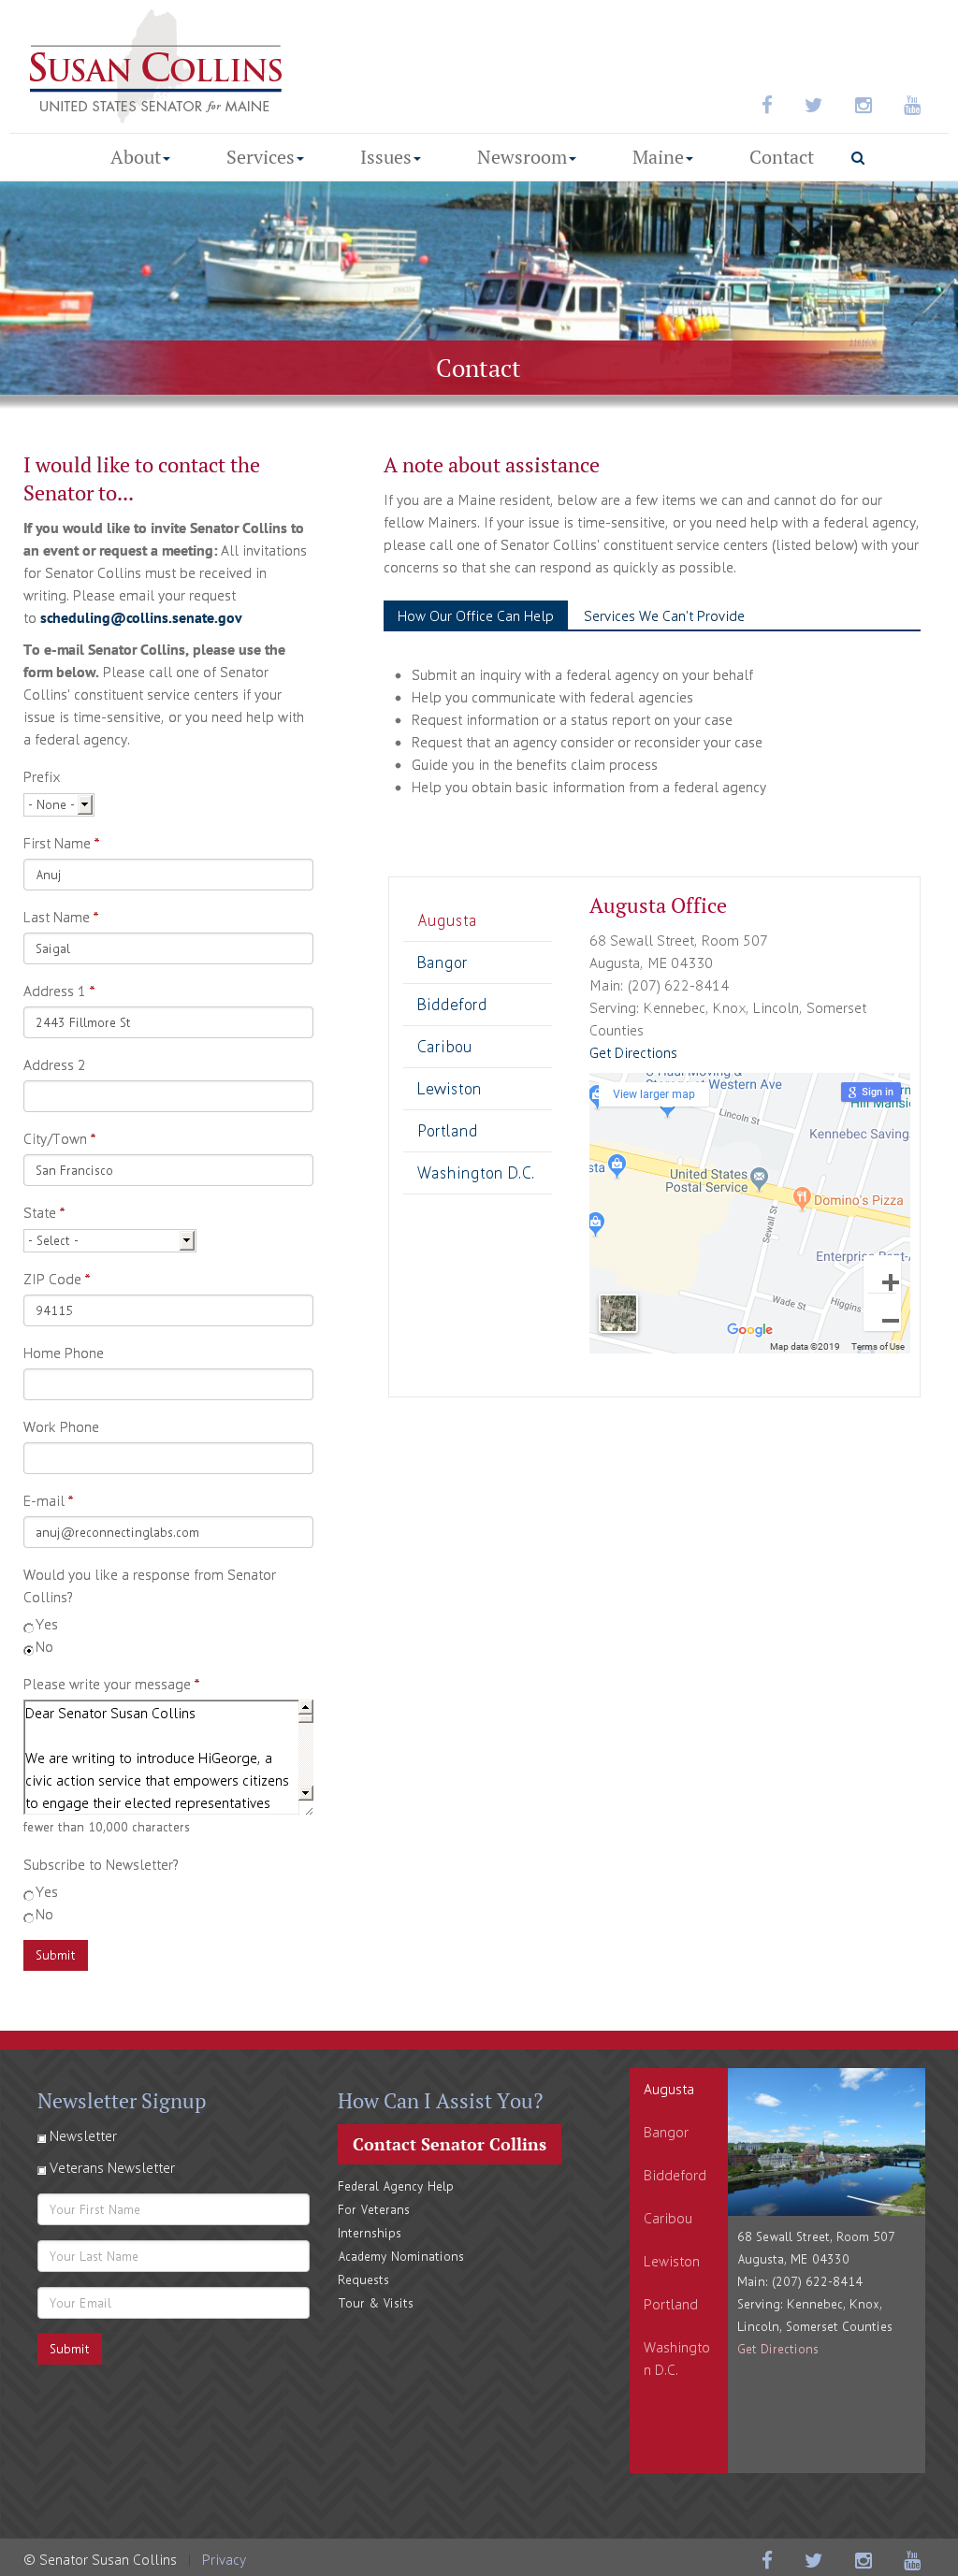 SUSAN COLLINS
UNITED STATES SENATOR for MAINE
About
Services
Issues
Newsroom
Maine
Contact
Contact
I would like to contact the
Senator to...
If you would like to invite Senator Collins to
an event or request a meeting: All invitations
for Senator Collins must be received in
writing. Please email your request
to scheduling@collins.senate.gov
To e-mail Senator Collins, please use the
form below. Please call one of Senator
Collins' constituent service centers if your
issue is time-sensitive, or you need help with
a federal agency.
Prefix
- None -
First Name *
Anuj
Last Name *
Saigal
Address 1 *
2443 Fillmore St
Address 2
City/Town *
San Francisco
State *
- Select -
ZIP Code *
94115
Home Phone
Work Phone
E-mail *
anuj@reconnectinglabs.com
Would you like a response from Senator
Collins?
Yes
No
Please write your message *
Dear Senator Susan Collins
We are writing to introduce HiGeorge, a
civic action service that empowers citizens
to engage their elected representatives
fewer than 10,000 characters
Subscribe to Newsletter?
Yes
No
Submit
A note about assistance
If you are a Maine resident, below are a few items we can and cannot do for our
fellow Mainers. If your issue is time-sensitive, or you need help with a federal agency,
please call one of Senator Collins' constituent service centers (listed below) with your
concerns so that she can respond as quickly as possible.
How Our Office Can Help
Services We Can't Provide
Submit an inquiry with a federal agency on your behalf
Help you communicate with federal agencies
Request information or a status report on your case
Request that an agency consider or reconsider your case
Guide you in the benefits claim process
Help you obtain basic information from a federal agency
Augusta
Bangor
Biddeford
Caribou
Lewiston
Portland
Washington D.C.
Augusta Office
68 Sewall Street, Room 507
Augusta, ME 04330
Main: (207) 622-8414
Serving: Kennebec, Knox, Lincoln, Somerset
Counties
Get Directions
U-Haul Moving &
Storage at Western Ave
View larger map
Sign in
Hill Mansi
Kennebec Saving
sta
United States
Postal Service
Domino's Pizza
Sewall St
Enterprise Rent-A
Wade St
Higgins
Google
Map data ©2019
Terms of Use
Newsletter Signup
Newsletter
Veterans Newsletter
Your First Name
Your Last Name
Your Email
Submit
How Can I Assist You?
Contact Senator Collins
Federal Agency Help
For Veterans
Internships
Academy Nominations
Requests
Tour & Visits
Augusta
Bangor
Biddeford
Caribou
Lewiston
Portland
Washingto
n D.C.
68 Sewall Street, Room 507
Augusta, ME 04330
Main: (207) 622-8414
Serving: Kennebec, Knox,
Lincoln, Somerset Counties
Get Directions
© Senator Susan Collins | Privacy